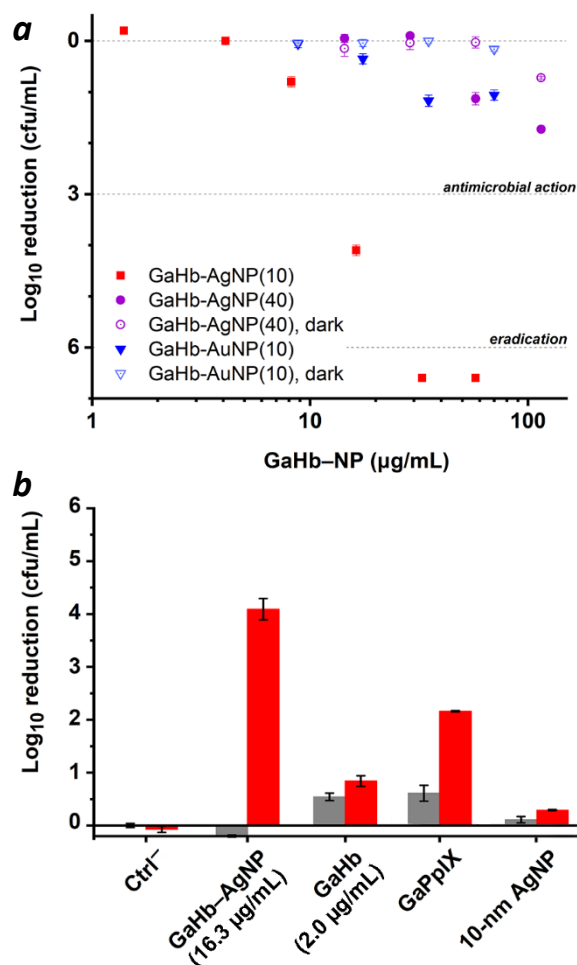 a
0
3
6
Log10 reduction (cfu/mL)
antimicrobial action
eradication
GaHb-AgNP(10)
GaHb-AgNP(40)
GaHb-AgNP(40), dark
GaHb-AuNP(10)
GaHb-AuNP(10), dark
1
10
100
GaHb–NP (µg/mL)
b
6
5
4
3
2
1
0
Log10 reduction (cfu/mL)
Ctrl⁻
GaHb–AgNP
(16.3 µg/mL)
GaHb
(2.0 µg/mL)
GaPpIX
10-nm AgNP